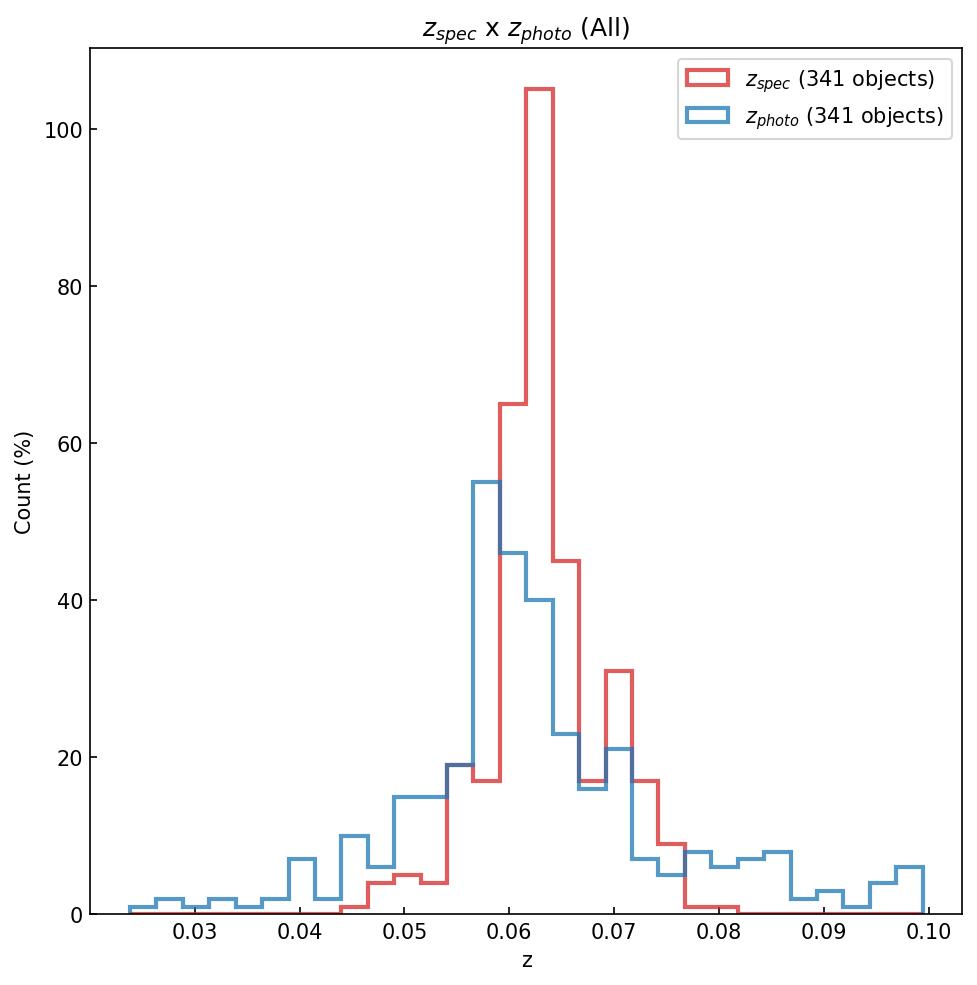 z_spec x z_photo (All)
z_spec (341 objects)
z_photo (341 objects)
100
80
60
40
20
0
Count (%)
0.03 0.04 0.05 0.06 0.07 0.08 0.09 0.10
z